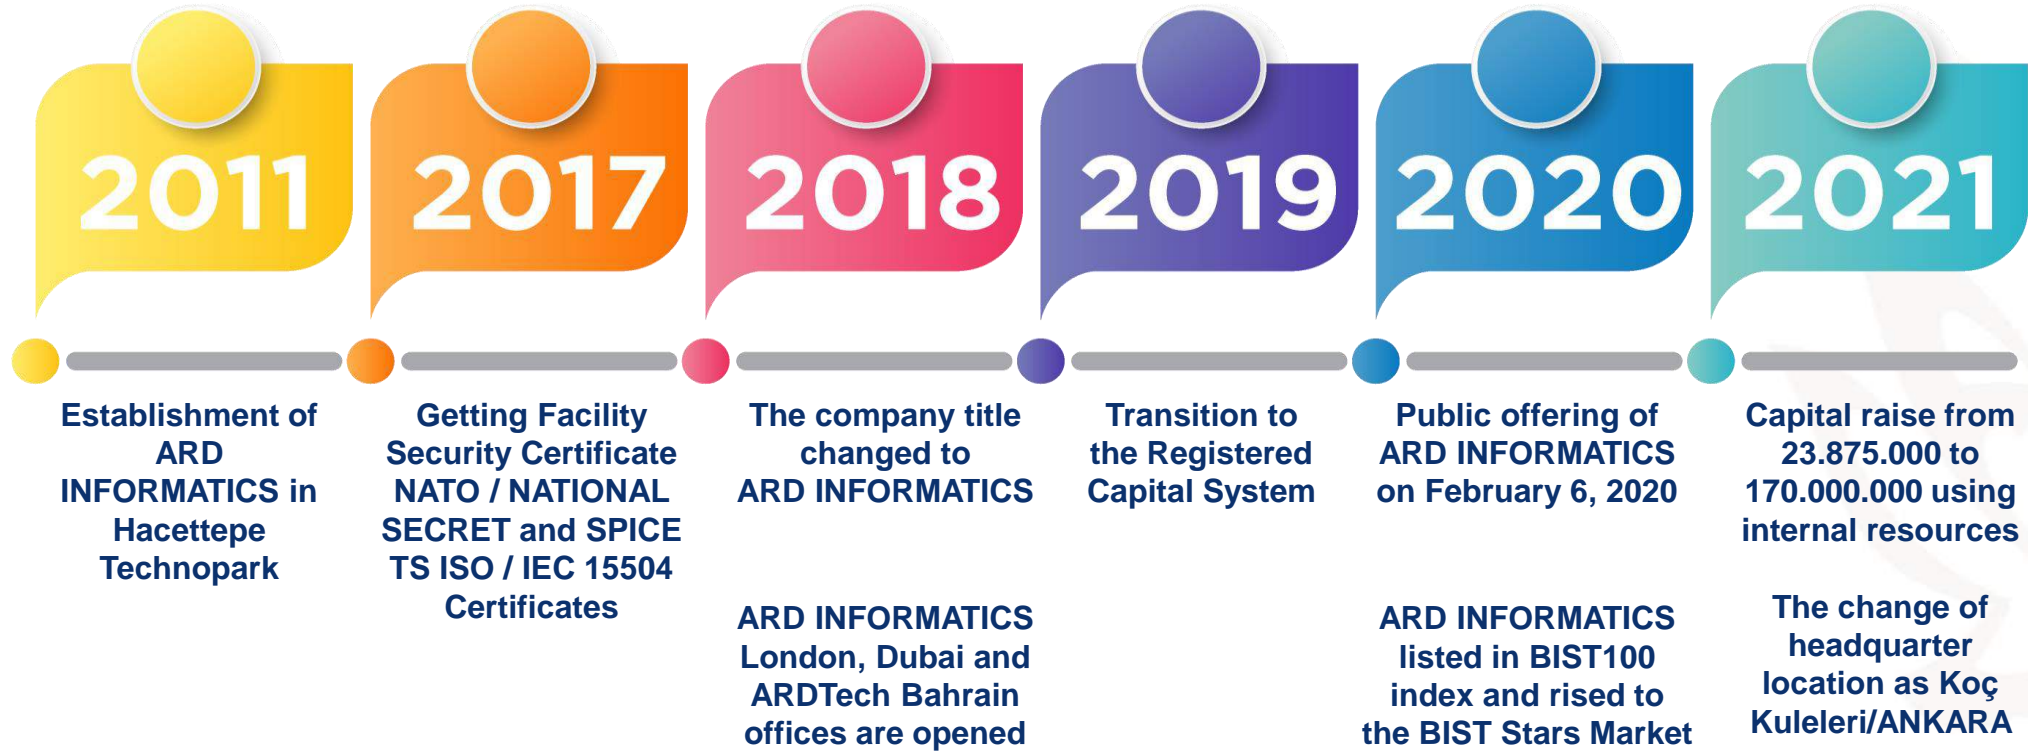 2011
2017
2018
2019
2020
2021
Establishment of
ARD
INFORMATICS in
Hacettepe
Technopark
Getting Facility
Security Certificate
NATO / NATIONAL
SECRET and SPICE
TS ISO / IEC 15504
Certificates
The company title
changed to
ARD INFORMATICS
ARD INFORMATICS
London, Dubai and
ARDTech Bahrain
offices are opened
Transition to
the Registered
Capital System
Public offering of
ARD INFORMATICS
on February 6, 2020
ARD INFORMATICS
listed in BIST100
index and rised to
the BIST Stars Market
Capital raise from
23.875.000 to
170.000.000 using
internal resources
The change of
headquarter
location as Koç
Kuleleri/ANKARA